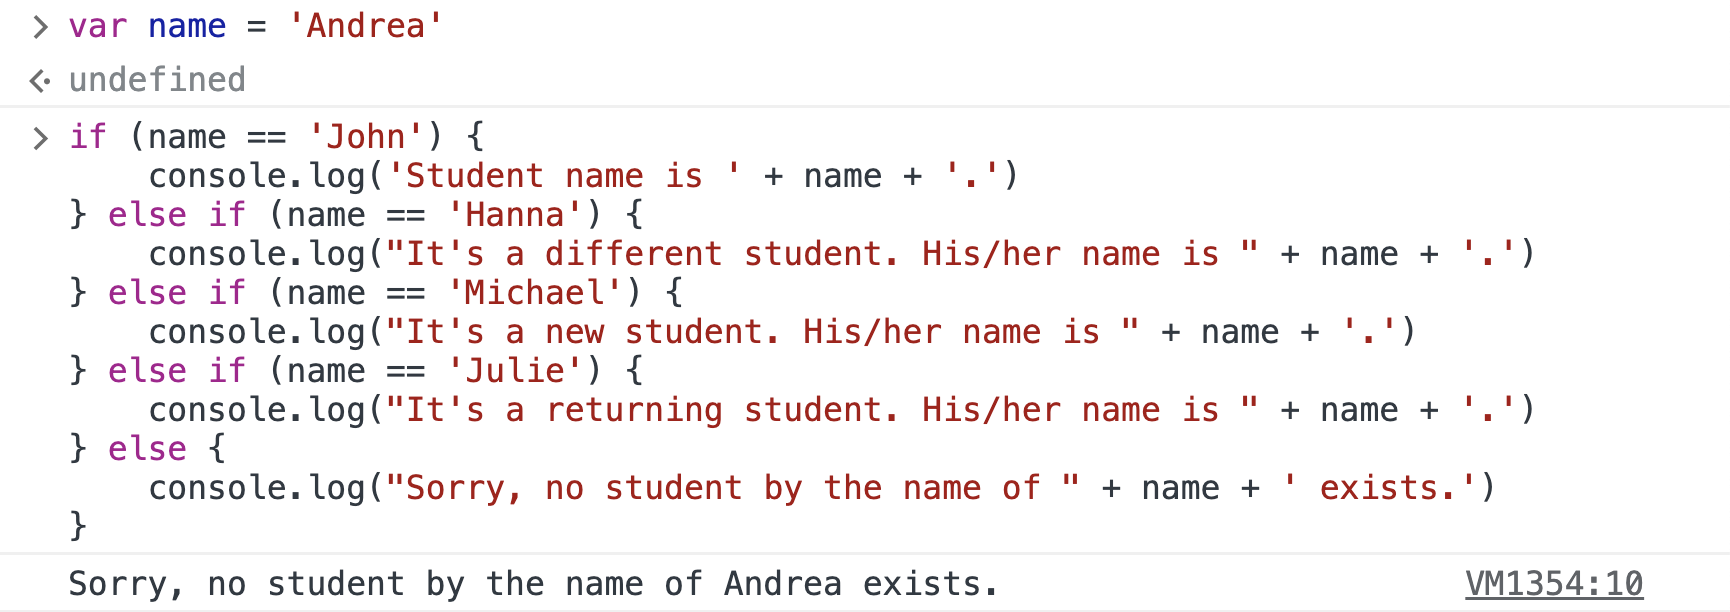 > var name = 'Andrea'
<· undefined
> if (name == 'John') {
    console.log('Student name is ' + name + '.')
} else if (name == 'Hanna') {
    console.log("It's a different student. His/her name is " + name + '.')
} else if (name == 'Michael') {
    console.log("It's a new student. His/her name is " + name + '.')
} else if (name == 'Julie') {
    console.log("It's a returning student. His/her name is " + name + '.')
} else {
    console.log("Sorry, no student by the name of " + name + ' exists.')
}
Sorry, no student by the name of Andrea exists. VM1354:10